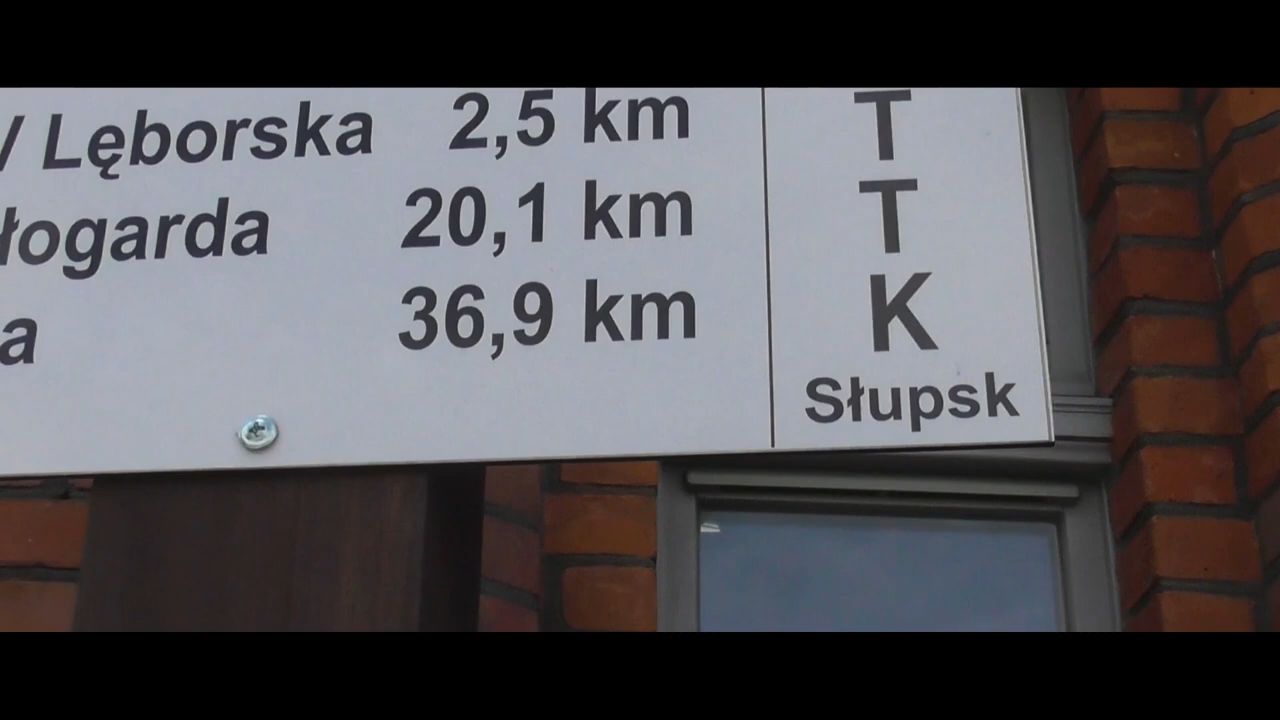 / Lęborska 2,5 km
łogarda 20,1 km
a 36,9 km
T
T
K
Słupsk